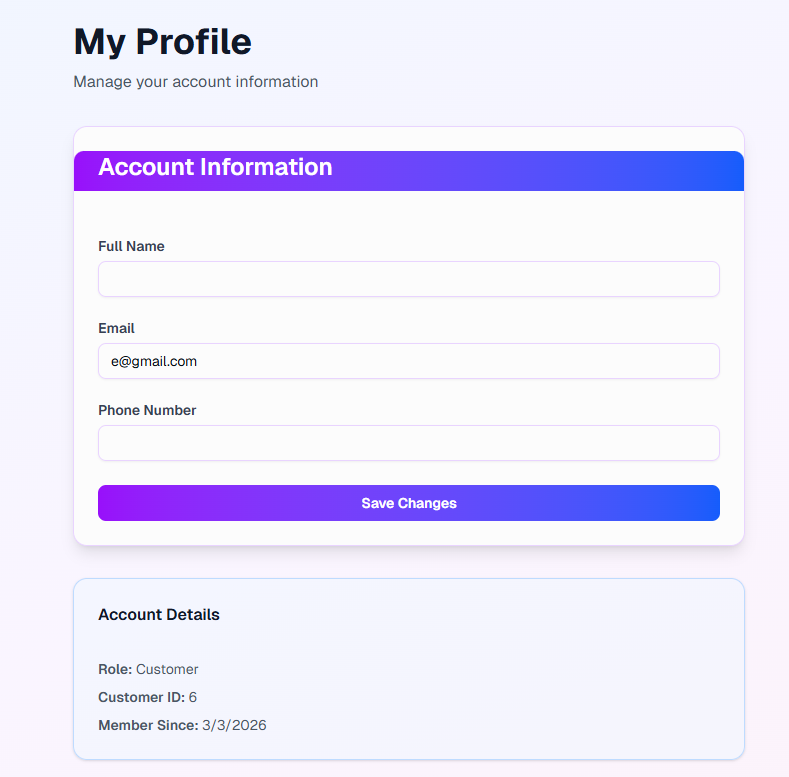 My Profile
Manage your account information
Account Information
Full Name
Email
e@gmail.com
Phone Number
Save Changes
Account Details
Role: Customer
Customer ID: 6
Member Since: 3/3/2026